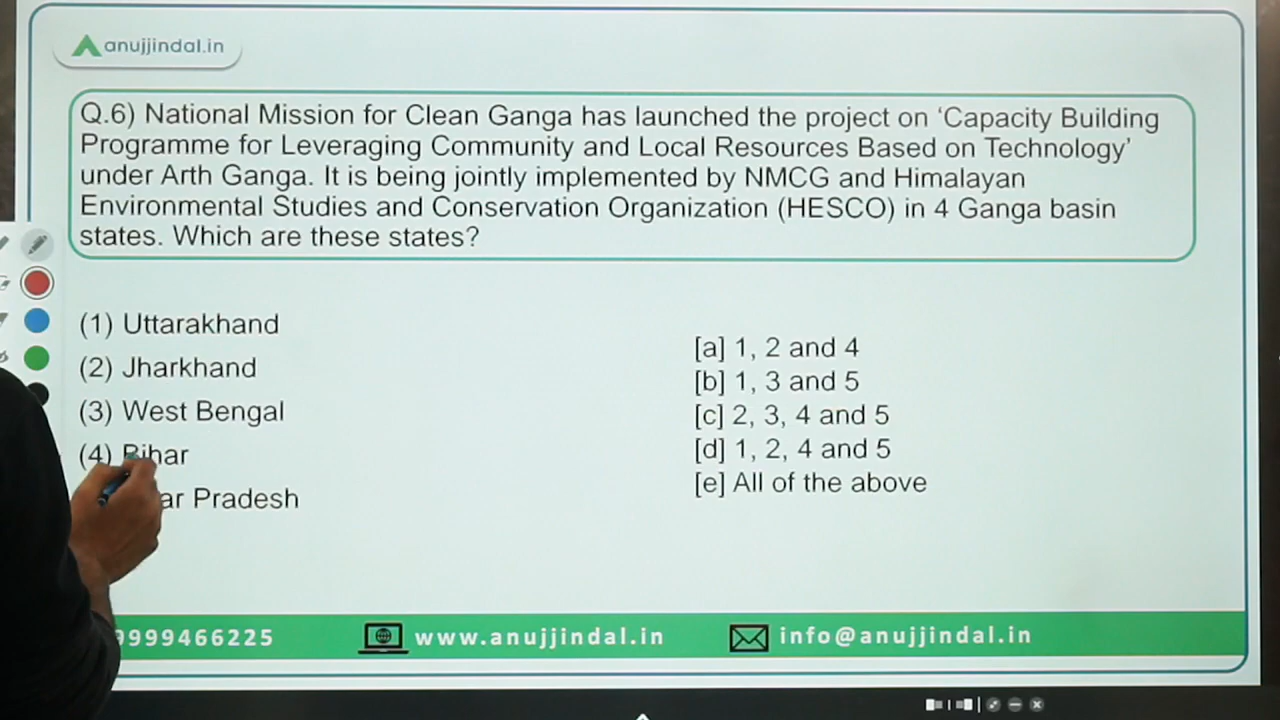 anujjindal.in
Q.6) National Mission for Clean Ganga has launched the project on ‘Capacity Building
Programme for Leveraging Community and Local Resources Based on Technology’
under Arth Ganga. It is being jointly implemented by NMCG and Himalayan
Environmental Studies and Conservation Organization (HESCO) in 4 Ganga basin
states. Which are these states?
(1) Uttarakhand
(2) Jharkhand
(3) West Bengal
(4) Bihar
Pradesh
[a] 1, 2 and 4
[b] 1, 3 and 5
[c] 2, 3, 4 and 5
[d] 1, 2, 4 and 5
[e] All of the above
9999466225
www.anujjindal.in
info@anujjindal.in